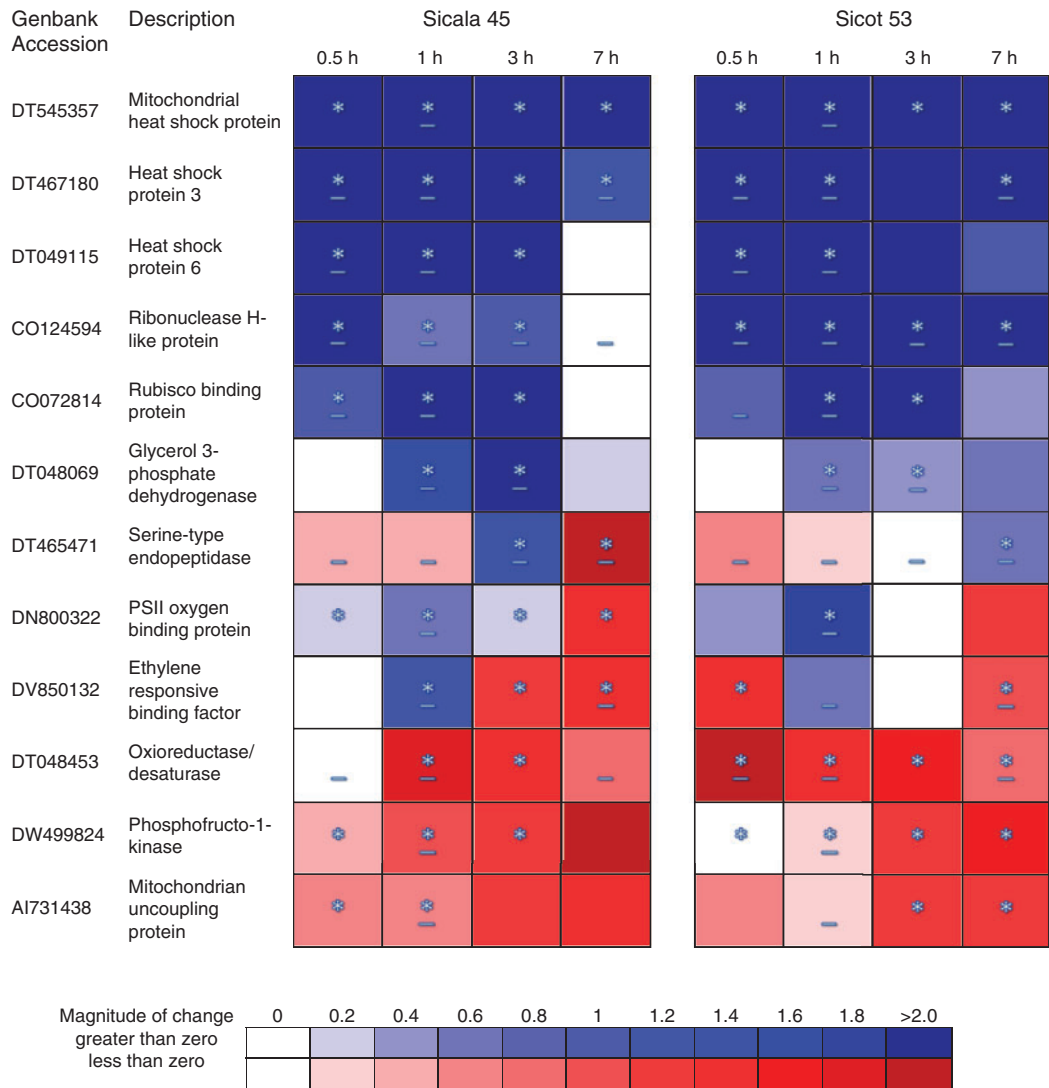 Genbank Accession Description Sicala 45 Sicot 53
0.5 h 1 h 3 h 7 h 0.5 h 1 h 3 h 7 h
DT545357 Mitochondrial heat shock protein * * * * * * * *
– –
DT467180 Heat shock protein 3 * * * * * * *
– – – – – –
DT049115 Heat shock protein 6 * * * * *
– – – –
CO124594 Ribonuclease H-like protein * * * * * * *
– – – – – – – –
CO072814 Rubisco binding protein * * * * *
– – – –
DT048069 Glycerol 3-phosphate dehydrogenase * * * *
– – – –
DT465471 Serine-type endopeptidase * * *
– – – – – – – –
DN800322 PSII oxygen binding protein * * * * *
– –
DV850132 Ethylene responsive binding factor * * * * *
– – – –
DT048453 Oxioreductase/desaturase * * * * * *
– – – – – –
DW499824 Phosphofructo-1-kinase * * * * * * *
– –
AI731438 Mitochondrian uncoupling protein * * * *
– –
Magnitude of change 0 0.2 0.4 0.6 0.8 1 1.2 1.4 1.6 1.8 >2.0
greater than zero
less than zero